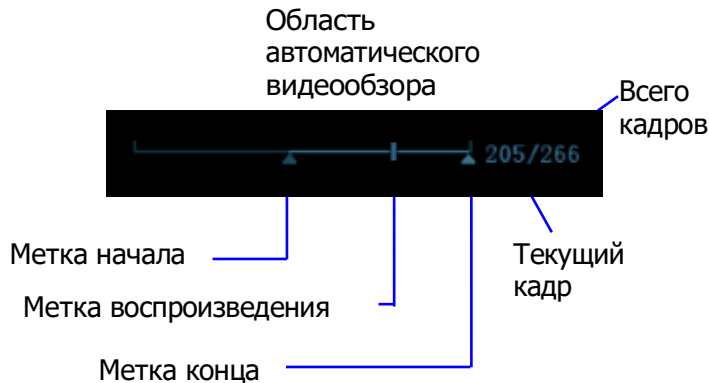 Область
автоматического
видеообзора
Всего
кадров
205/266
Метка начала
Текущий
кадр
Метка воспроизведения
Метка конца